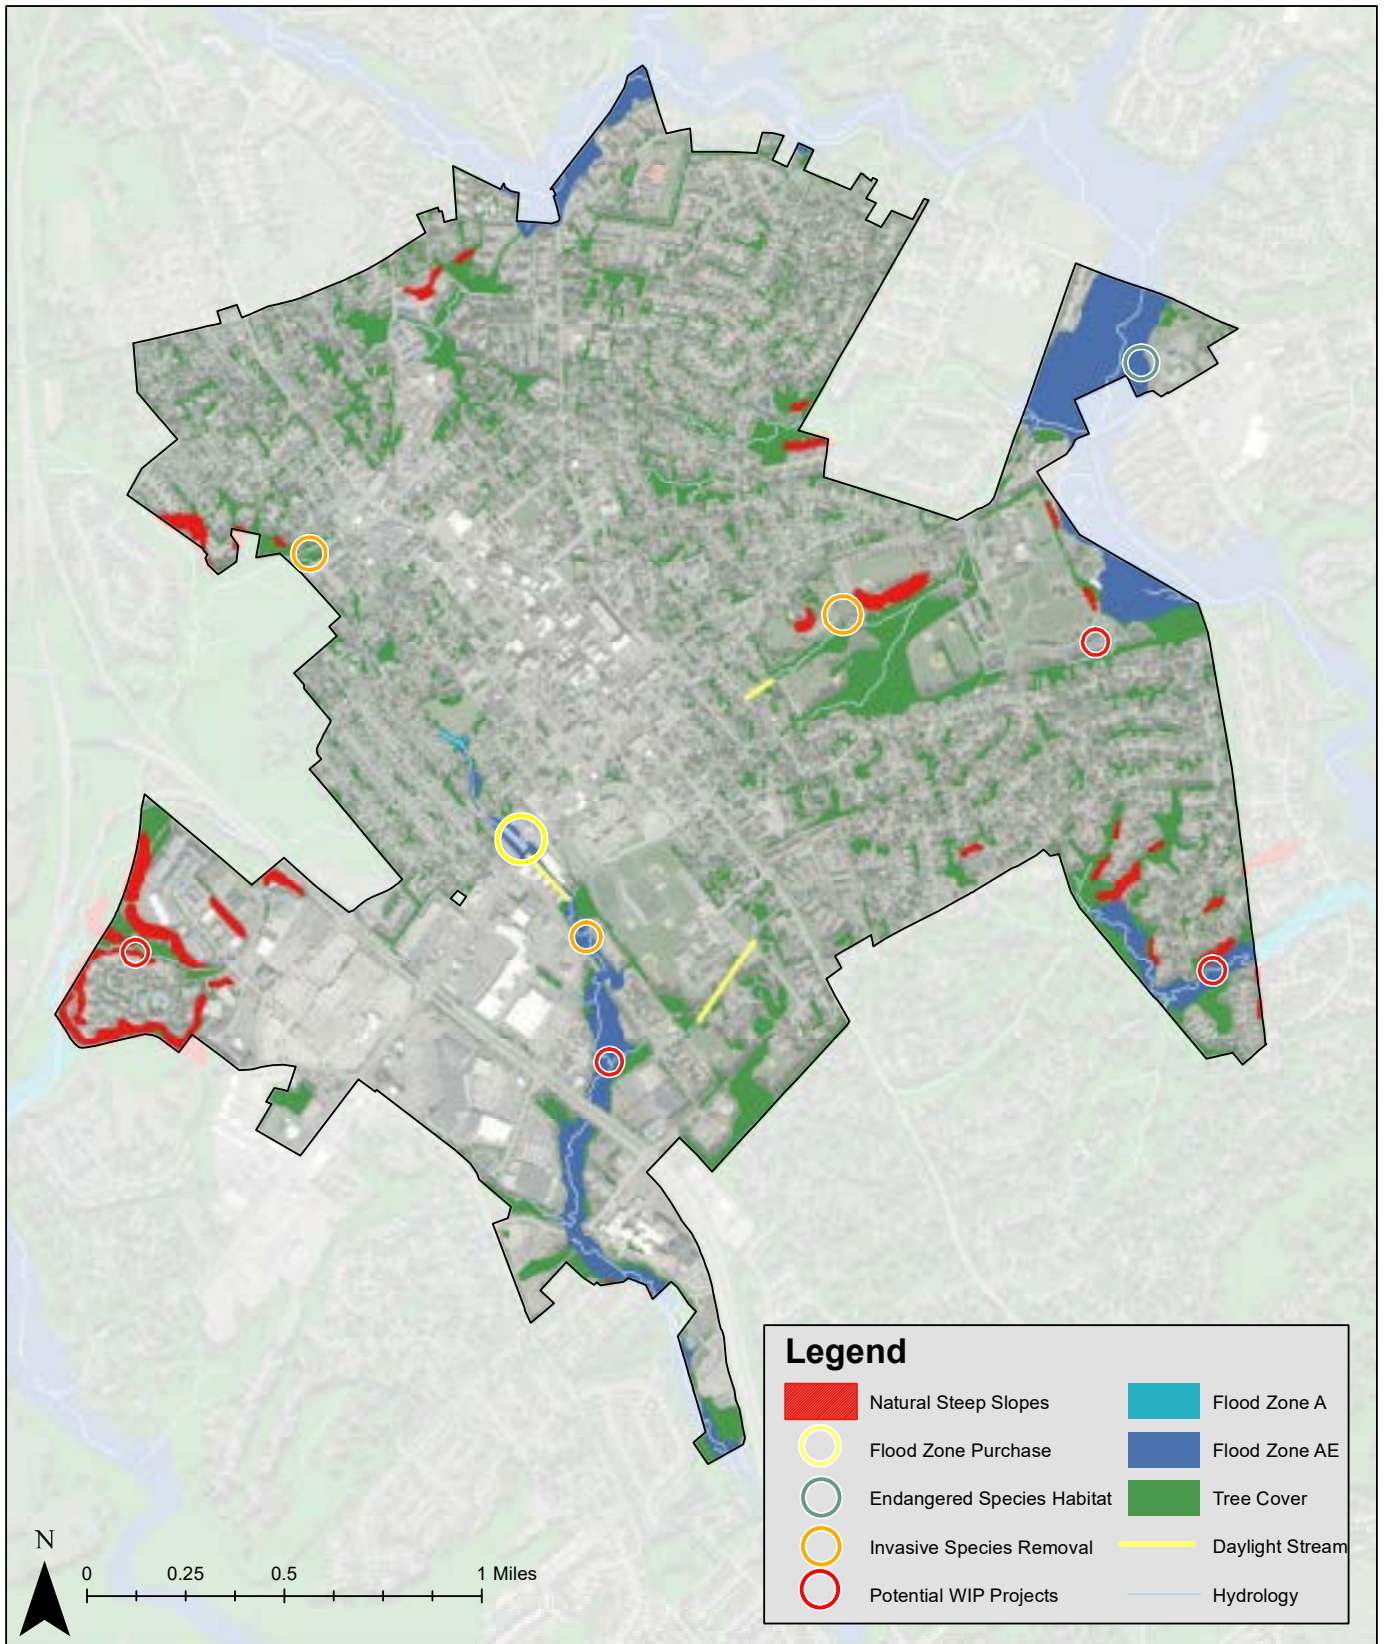 Legend
Natural Steep Slopes
Flood Zone Purchase
Endangered Species Habitat
Invasive Species Removal
Potential WIP Projects
Flood Zone A
Flood Zone AE
Tree Cover
Daylight Stream
Hydrology
N
0 0.25 0.5 1 Miles